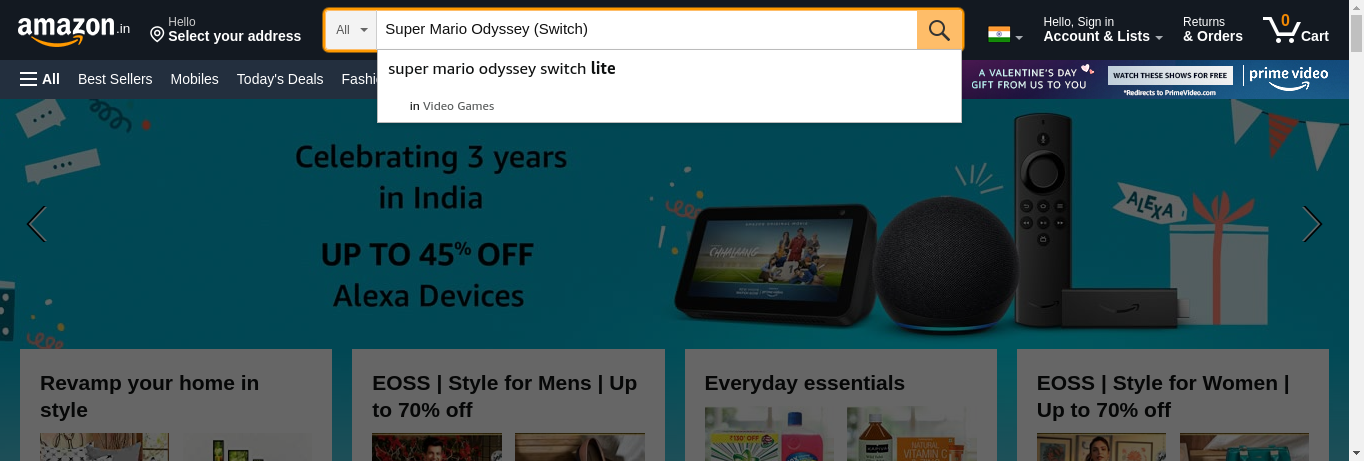 amazon.in
Hello
Select your address
All
Super Mario Odyssey (Switch)
Hello, Sign in
Account & Lists
Returns
& Orders
0
Cart
super mario odyssey switch lite
in Video Games
All
Best Sellers
Mobiles
Today's Deals
Fashi
A VALENTINE'S DAY
GIFT FROM US TO YOU
WATCH THESE SHOWS FOR FREE
*Redirects to PrimeVideo.com
prime video
Celebrating 3 years
in India
UP TO 45% OFF
Alexa Devices
ALEXA
Revamp your home in
style
EOSS | Style for Mens | Up
to 70% off
Everyday essentials
EOSS | Style for Women |
Up to 70% off
₹130 OFF
NATURAL
VITAMIN C